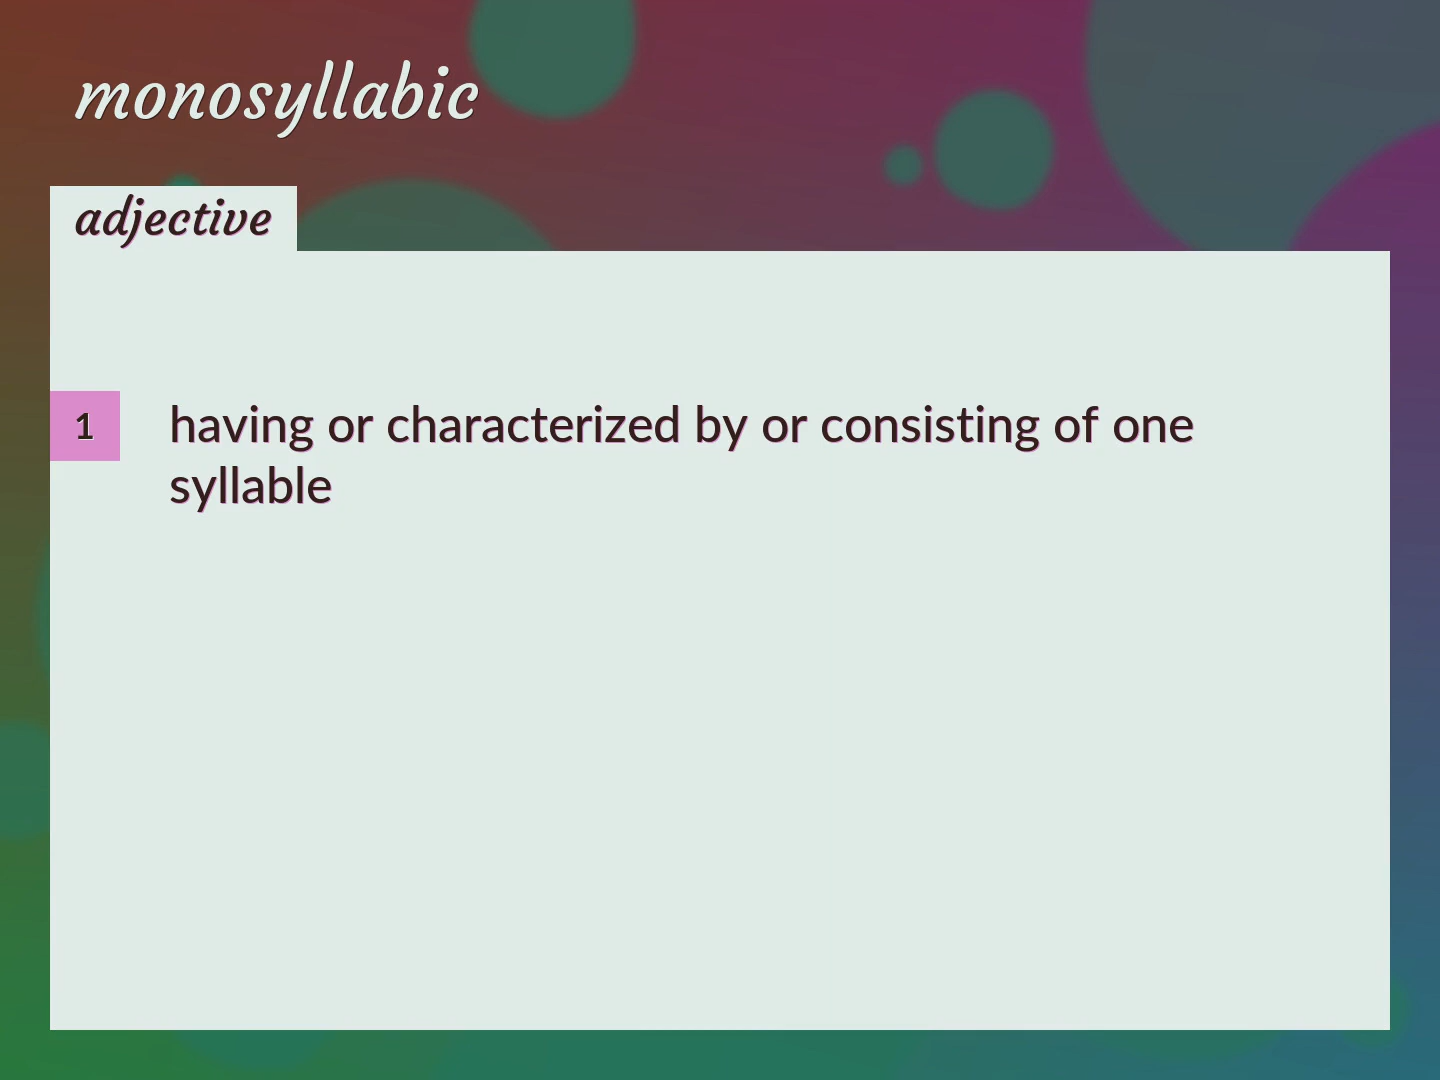 monosyllabic
adjective
1 having or characterized by or consisting of one
syllable